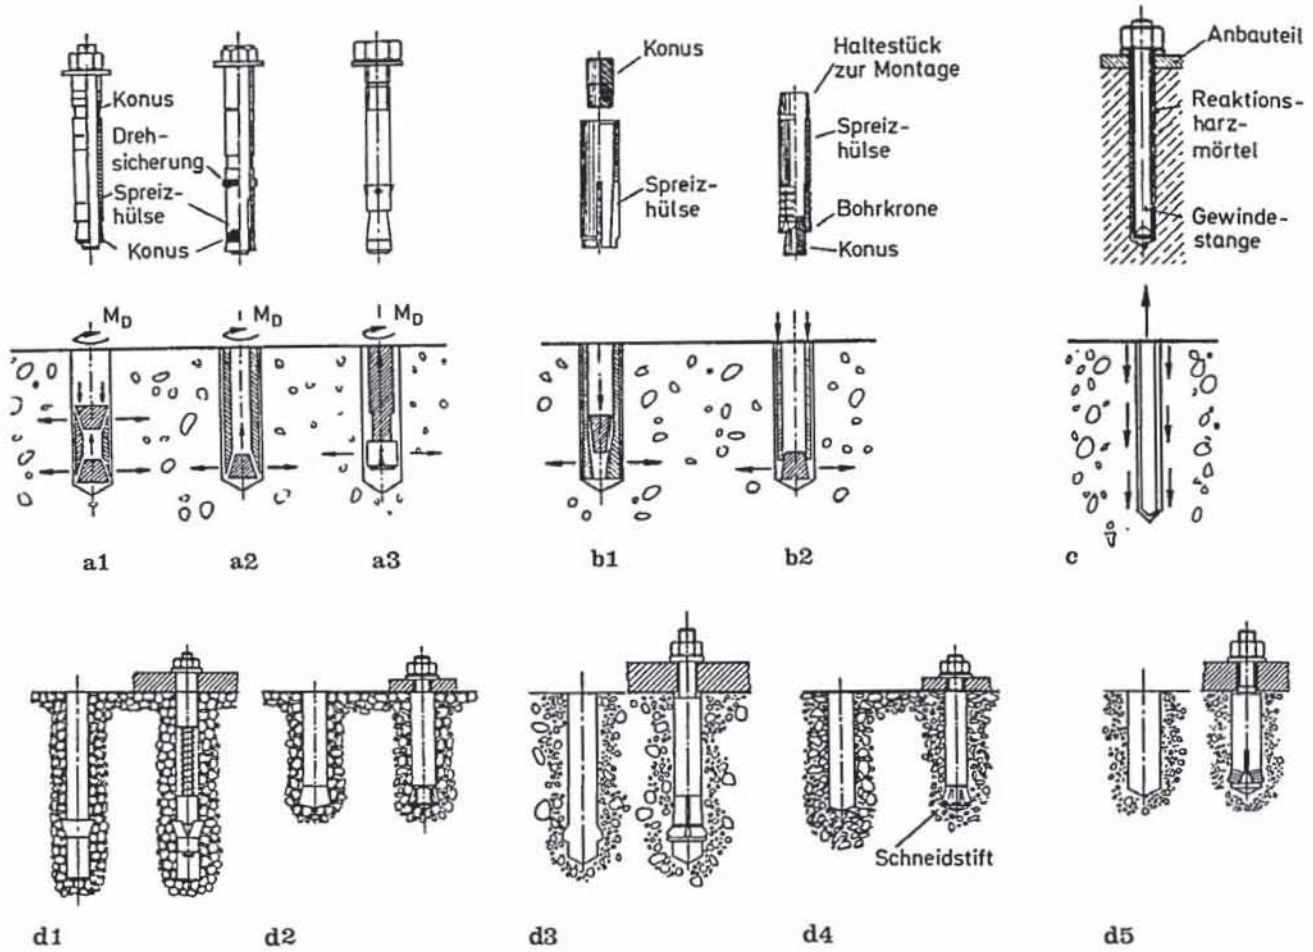 Konus
Dreh-
sicherung
Spreiz-
hülse
Konus
Konus
Spreiz-
hülse
Haltestück
zur Montage
Spreiz-
hülse
Bohrkrone
Konus
Anbauteil
Reaktions-
harz-
mörtel
Gewinde-
stange
M_D
M_D
M_D
a1
a2
a3
b1
b2
c
Schneidstift
d1
d2
d3
d4
d5